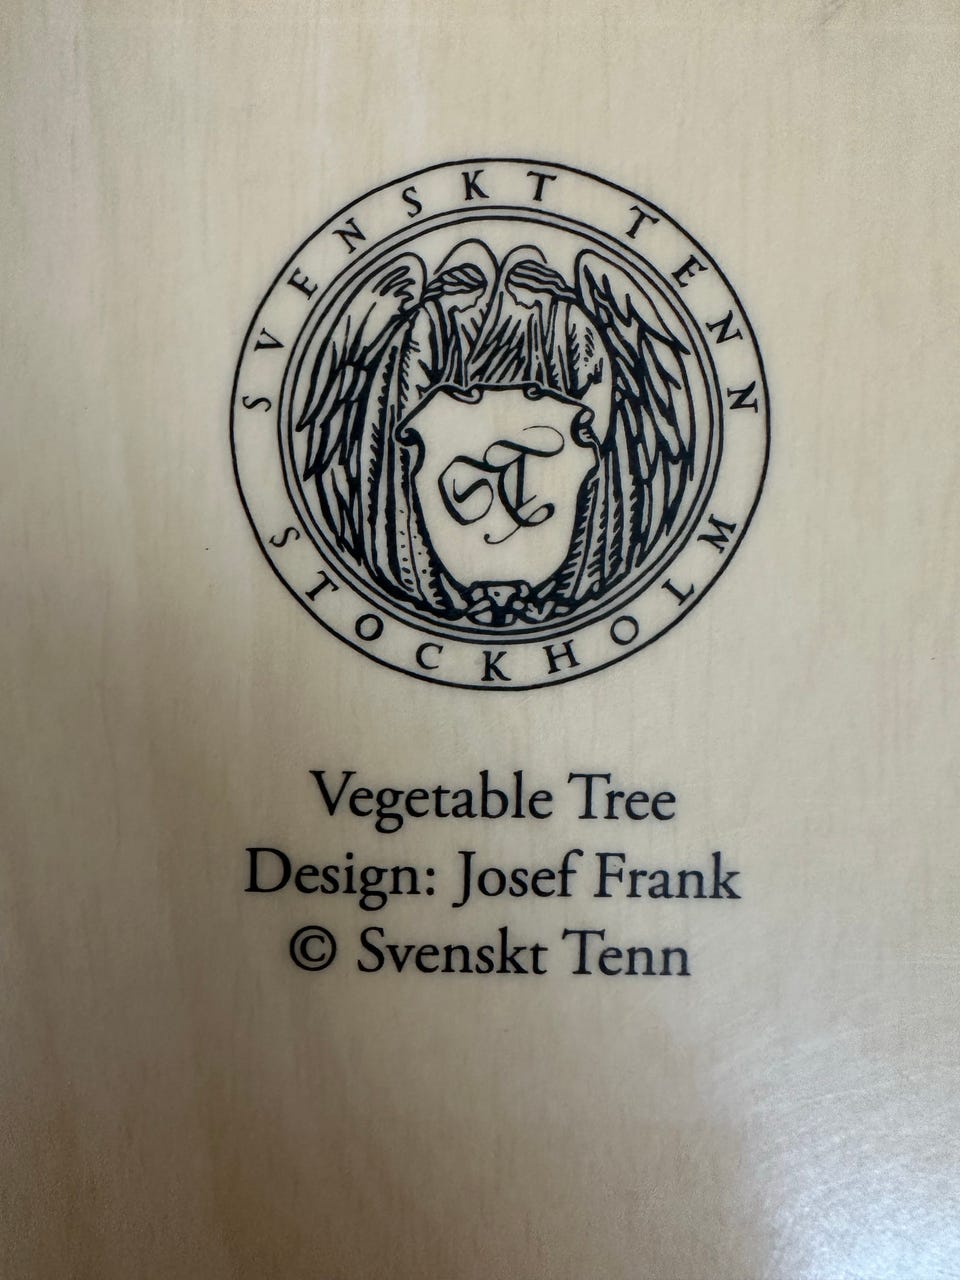 SVENSKT TENN
STOCKHOLM
ST
Vegetable Tree
Design: Josef Frank
© Svenskt Tenn